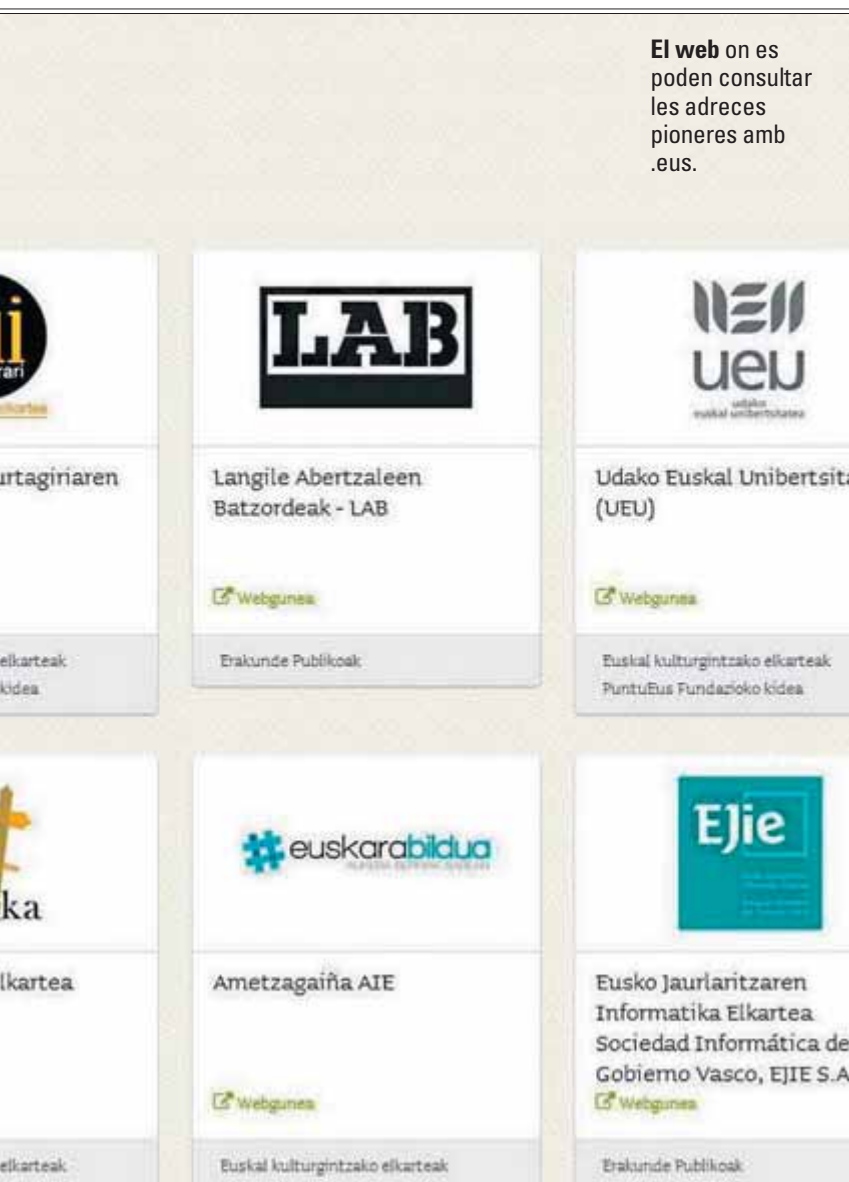 El web on es
poden consultar
les adreces
pioneres amb
.eus.
LAB
ueu
udako
euskal unibertsitatea
urtagiriaren
Langile Abertzaleen
Batzordeak - LAB
Udako Euskal Unibertsita
(UEU)
Webgunea
Webgunea
elkarteak
kidea
Erakunde Publikoak
Euskal kulturgintzako elkarteak
PuntuEus Fundazioko kidea
ka
euskarabildua
EJie
lkartea
Ametzagaiña AIE
Eusko Jaurlaritzaren
Informatika Elkartea
Sociedad Informática de
Gobierno Vasco, EJIE S.A
Webgunea
Webgunea
elkarteak
Euskal kulturgintzako elkarteak
Erakunde Publikoak